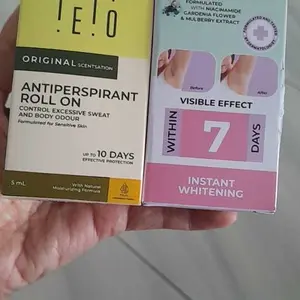 TETO
ORIGINAL SCENTSATION
ANTIPERSPIRANT
ROLL ON
CONTROL EXCESSIVE SWEAT
AND BODY ODOUR
Formulated for Sensitive Skin
UP TO 10 DAYS
EFFECTIVE PROTECTION
5 mL
With Natural
Moisturizing Formula
FORMULATED
WITH NIACINAMIDE
GARDENIA FLOWER
& MULBERRY EXTRACT
Before
After
VISIBLE EFFECT
WITHIN
7
DAYS
INSTANT
WHITENING